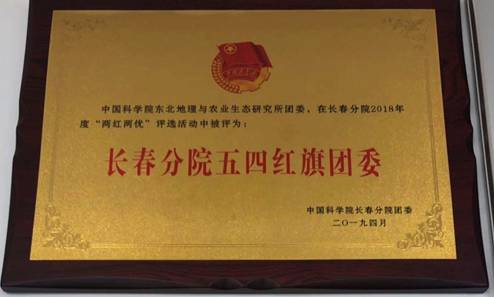 中国科学院东北地理与农业生态研究所团委，在长春分院2018年
度“两红两优”评选活动中被评为：
长春分院五四红旗团委
中国科学院长春分院团委
二〇一九四月